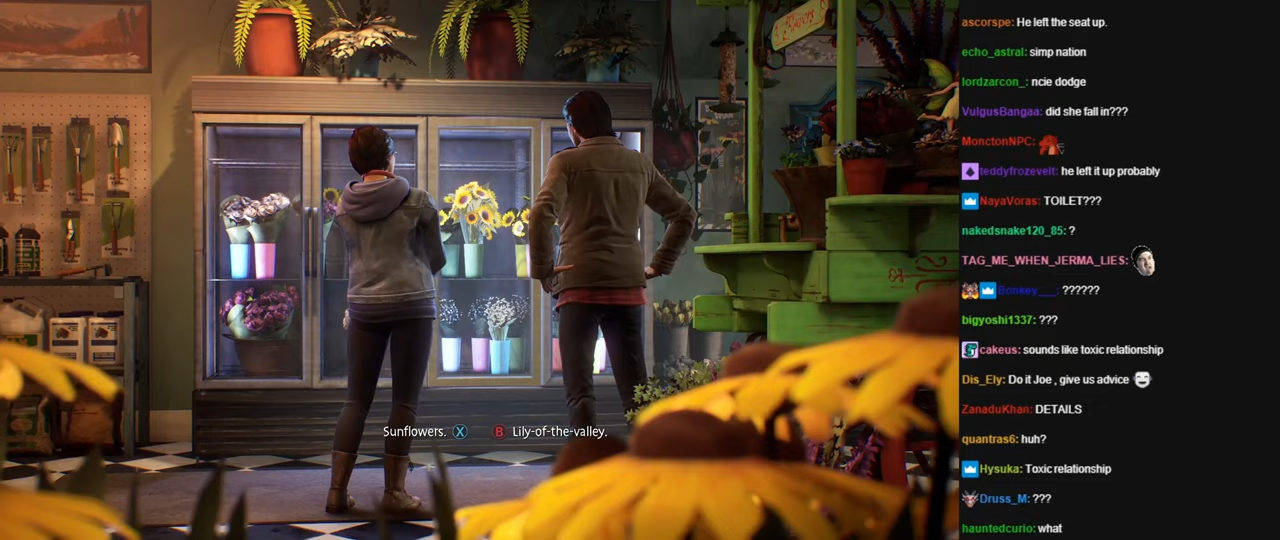 Flowers
Sunflowers. X B Lily-of-the-valley.
ascorspe: He left the seat up.
echo_astral: simp nation
lordzarcon_: ncie dodge
VulgusBangaa: did she fall in???
MonctonNPC:
teddyfrozevelt: he left it up probably
NayaVoras: TOILET???
nakedsnake120_85: ?
TAG_ME_WHEN_JERMA_LIES:
Bonkey___: ??????
bigyoshi1337: ???
cakeus: sounds like toxic relationship
Dis_Ely: Do it Joe , give us advice
ZanaduKhan: DETAILS
quantras6: huh?
Hysuka: Toxic relationship
Druss_M: ???
hauntedcurio: what